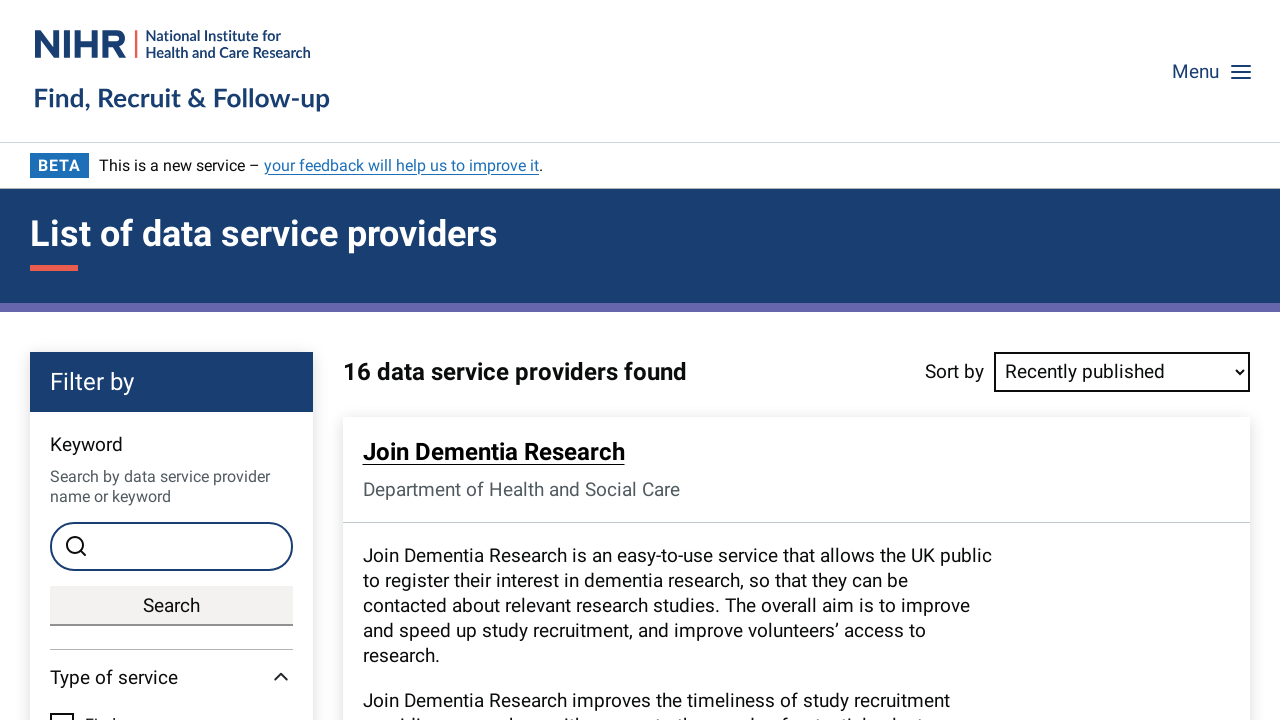 NIHR
National Institute for
Health and Care Research
Find, Recruit & Follow-up
Menu
BETA This is a new service – your feedback will help us to improve it.
List of data service providers
Filter by
Keyword
Search by data service provider
name or keyword
Search
Type of service
16 data service providers found
Sort by Recently published
Join Dementia Research
Department of Health and Social Care
Join Dementia Research is an easy-to-use service that allows the UK public
to register their interest in dementia research, so that they can be
contacted about relevant research studies. The overall aim is to improve
and speed up study recruitment, and improve volunteers’ access to
research.
Join Dementia Research improves the timeliness of study recruitment